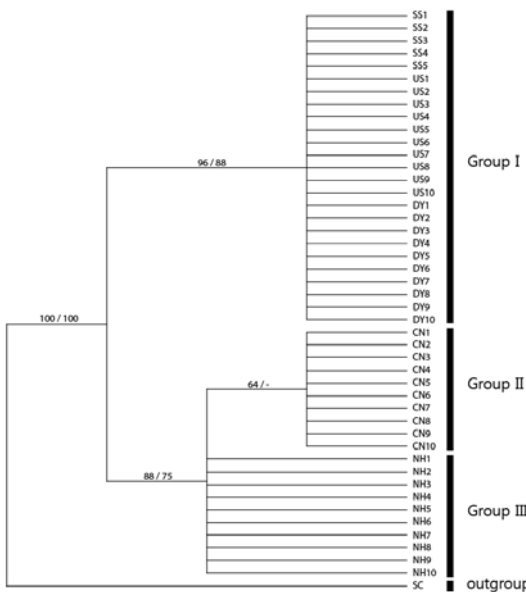 SS1
SS2
SS3
SS4
SS5
US1
US2
US3
US4
US5
US6
US7
96 / 88
US8
Group I
US9
US10
DY1
DY2
DY3
DY4
DY5
DY6
DY7
DY8
DY9
DY10
100 / 100
CN1
CN2
CN3
CN4
CN5
64 / -
Group II
CN6
CN7
CN8
CN9
CN10
NH1
NH2
88 / 75
NH3
NH4
NH5
Group III
NH6
NH7
NH8
NH9
NH10
SC
outgroup